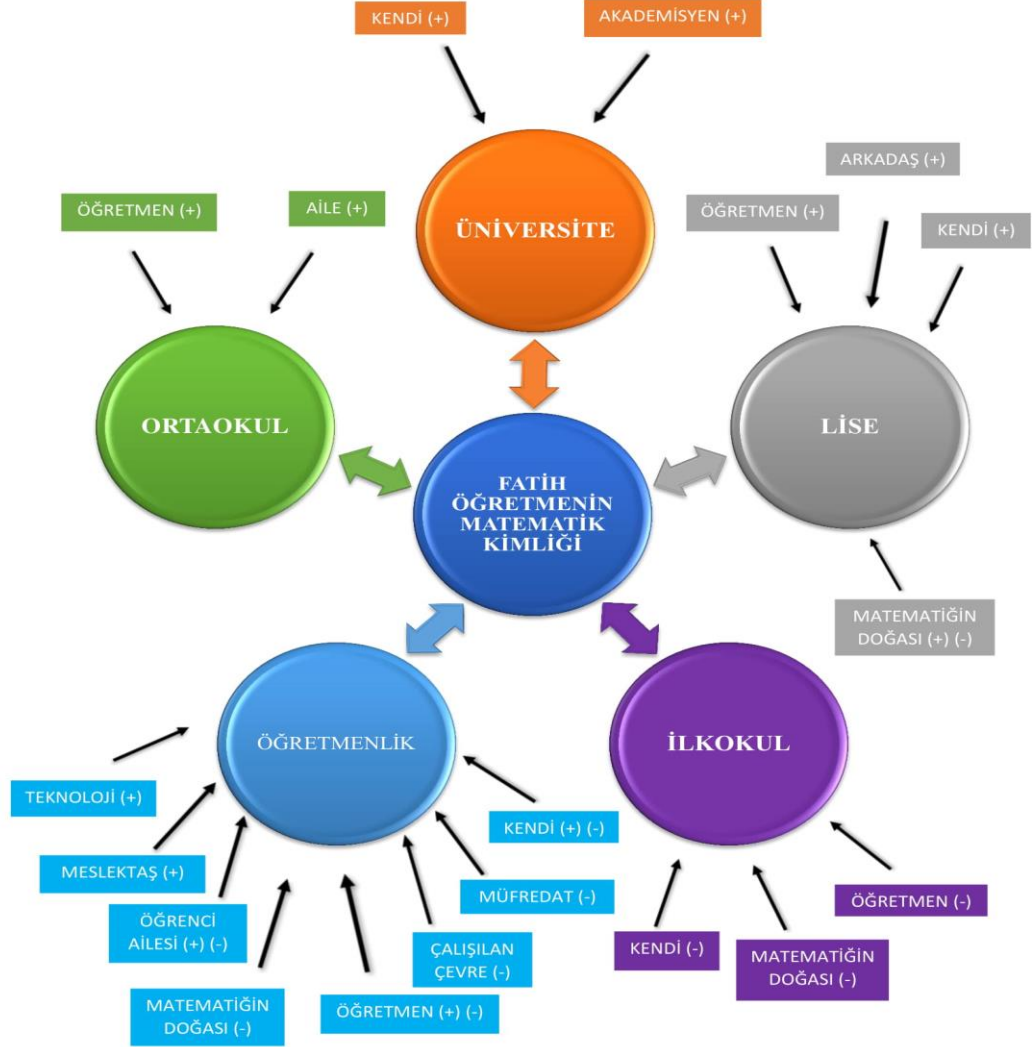 KENDİ (+)
AKADEMİSYEN (+)
ÜNİVERSİTE
ÖĞRETMEN (+)
AİLE (+)
ORTAOKUL
ARKADAŞ (+)
ÖĞRETMEN (+)
KENDİ (+)
LİSE
MATEMATİĞİN
DOĞASI (+) (-)
FATİH
ÖĞRETMENİN
MATEMATİK
KİMLİĞİ
ÖĞRETMENLİK
TEKNOLOJİ (+)
MESLEKTAŞ (+)
ÖĞRENCİ
AİLESİ (+) (-)
MATEMATİĞİN
DOĞASI (-)
ÖĞRETMEN (+) (-)
ÇALIŞILAN
ÇEVRE (-)
MÜFREDAT (-)
KENDİ (+) (-)
İLKOKUL
KENDİ (-)
MATEMATİĞİN
DOĞASI (-)
ÖĞRETMEN (-)